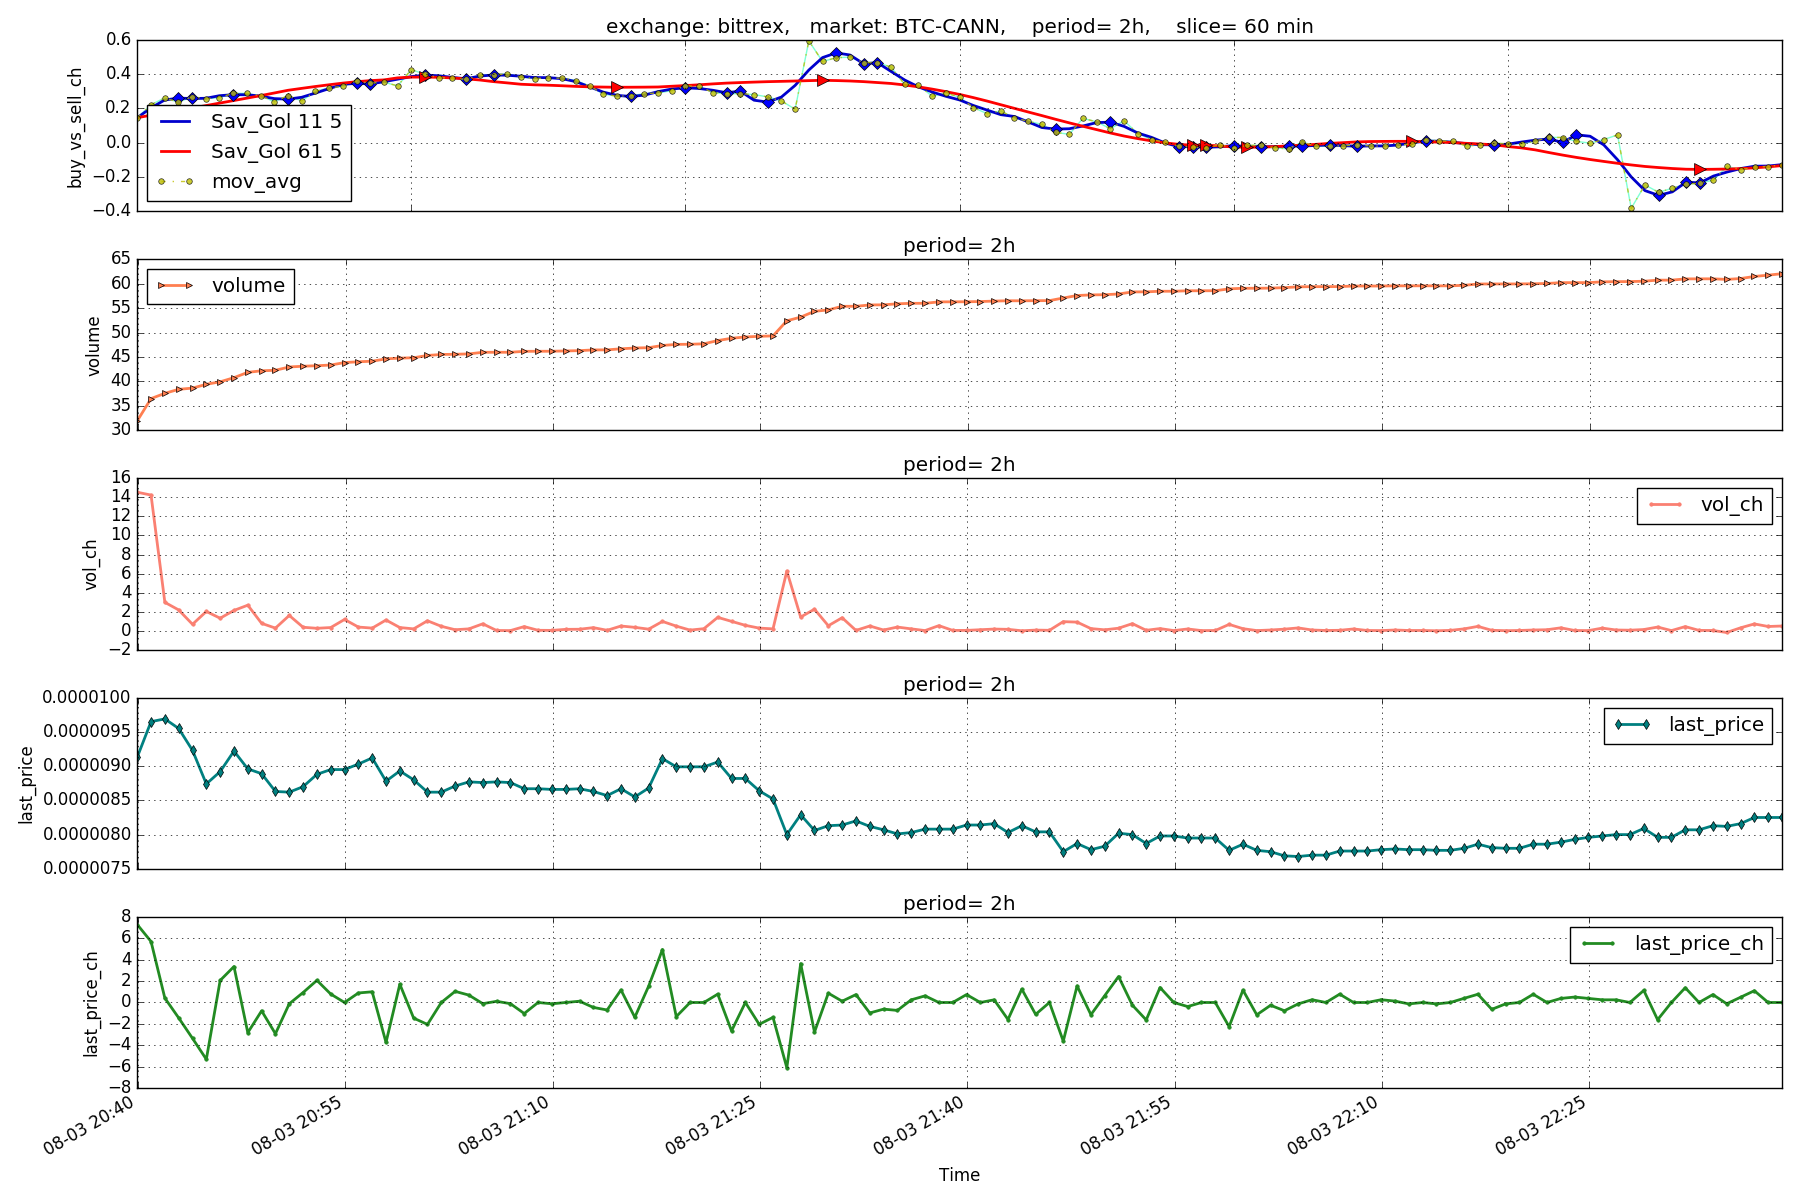 exchange: bittrex,   market: BTC-CANN,    period= 2h,    slice= 60 min
0.6
0.4
0.2
0.0
−0.2
−0.4
buy_vs_sell_ch
Sav_Gol 11 5
Sav_Gol 61 5
mov_avg
period= 2h
65
60
55
50
45
40
35
30
volume
volume
period= 2h
16
14
12
10
8
6
4
2
0
−2
vol_ch
vol_ch
period= 2h
0.0000100
0.0000095
0.0000090
0.0000085
0.0000080
0.0000075
last_price
last_price
period= 2h
8
6
4
2
0
−2
−4
−6
−8
last_price_ch
last_price_ch
08-03 20:40
08-03 20:55
08-03 21:10
08-03 21:25
08-03 21:40
08-03 21:55
08-03 22:10
08-03 22:25
Time